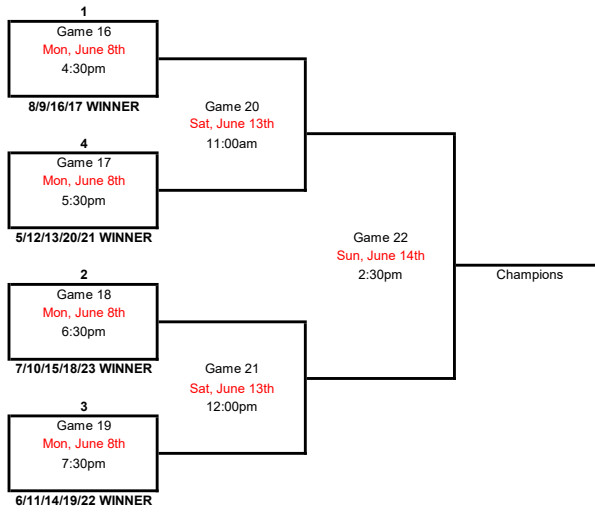 1
Game 16
Mon, June 8th
4:30pm
8/9/16/17 WINNER
4
Game 17
Mon, June 8th
5:30pm
5/12/13/20/21 WINNER
2
Game 18
Mon, June 8th
6:30pm
7/10/15/18/23 WINNER
3
Game 19
Mon, June 8th
7:30pm
6/11/14/19/22 WINNER
Game 20
Sat, June 13th
11:00am
Game 21
Sat, June 13th
12:00pm
Game 22
Sun, June 14th
2:30pm
Champions